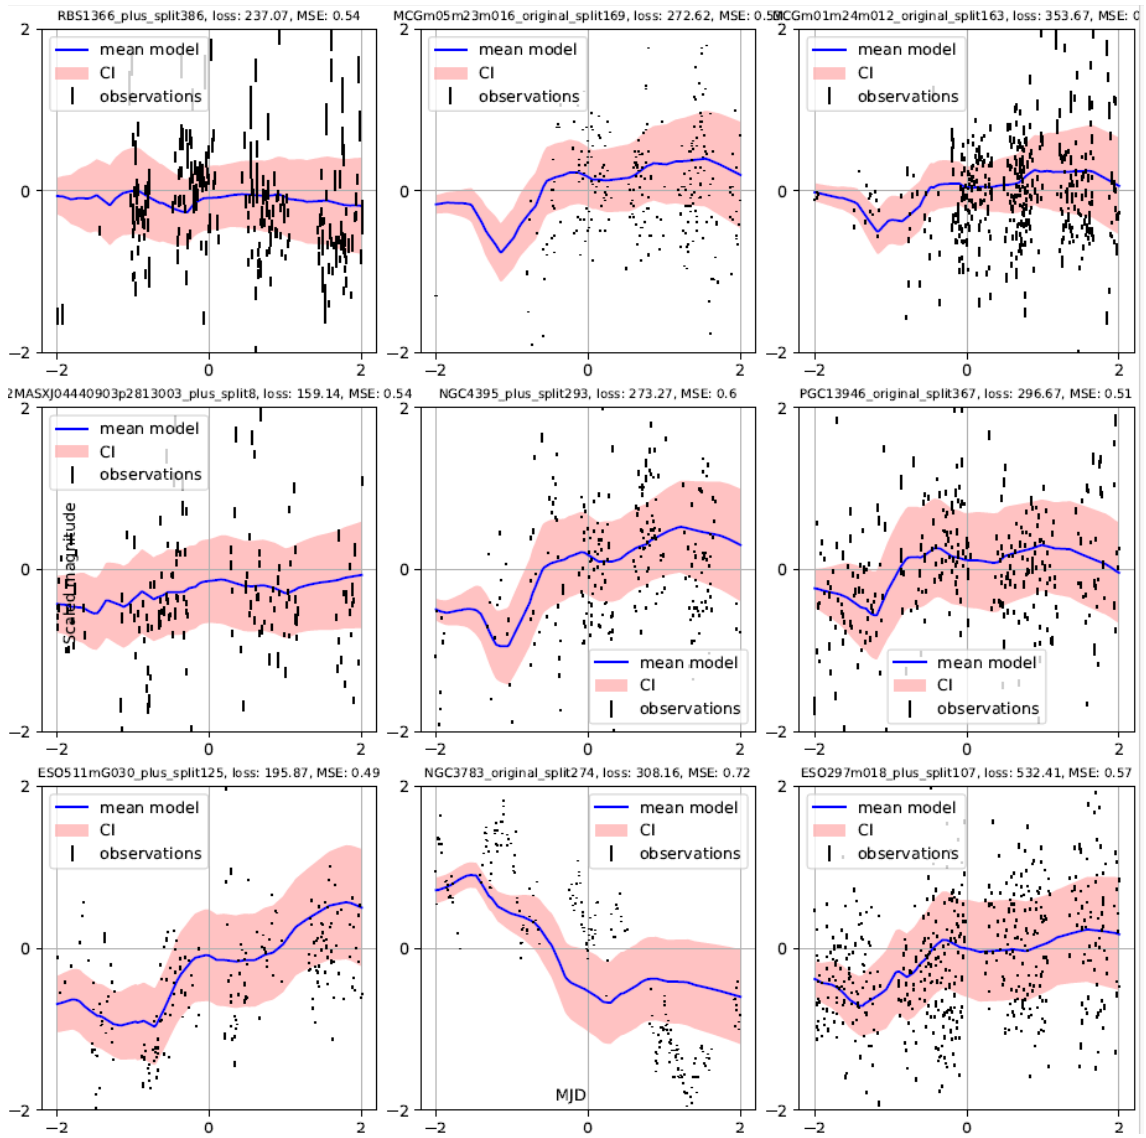 RBS1366_plus_split386, loss: 237.07, MSE: 0.54
MCGm05m23m016_original_split169, loss: 272.62, MSE:
MCGm01m24m012_original_split163, loss: 353.67, MSE: 0
mean model
CI
observations
mean model
CI
observations
mean model
CI
observations
2
0
−2
−2 0 2
2
0
−2
−2 0 2
2
0
−2
−2 0 2
2MASXJ04440903p2813003_plus_split8, loss: 159.14, MSE: 0.54
NGC4395_plus_split293, loss: 273.27, MSE: 0.6
PGC13946_original_split367, loss: 296.67, MSE: 0.51
mean model
CI
observations
Scaled magnitude
mean model
CI
observations
mean model
CI
observations
2
0
−2
−2 0 2
2
0
−2
−2 0 2
2
0
−2
−2 0 2
ESO511mG030_plus_split125, loss: 195.87, MSE: 0.49
NGC3783_original_split274, loss: 308.16, MSE: 0.72
ESO297m018_plus_split107, loss: 532.41, MSE: 0.57
mean model
CI
observations
mean model
CI
observations
mean model
CI
observations
2
0
−2
−2 0 2
2
0
−2
−2 0 2
2
0
−2
−2 0 2
MJD